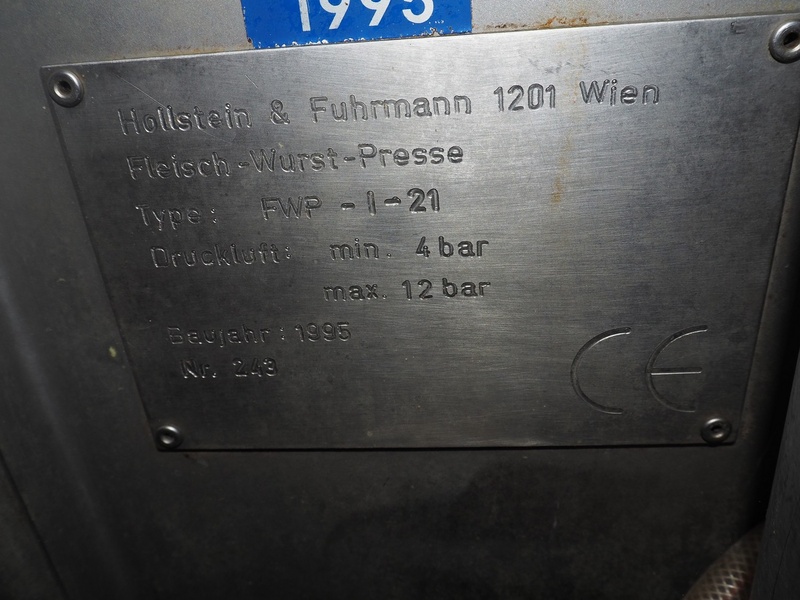 1995
Hollstein & Fuhrmann 1201 Wien
Fleisch-Wurst-Presse
Type: FWP - I - 21
Druckluft: min. 4 bar
max. 12 bar
Baujahr: 1995
Nr. 243
CE